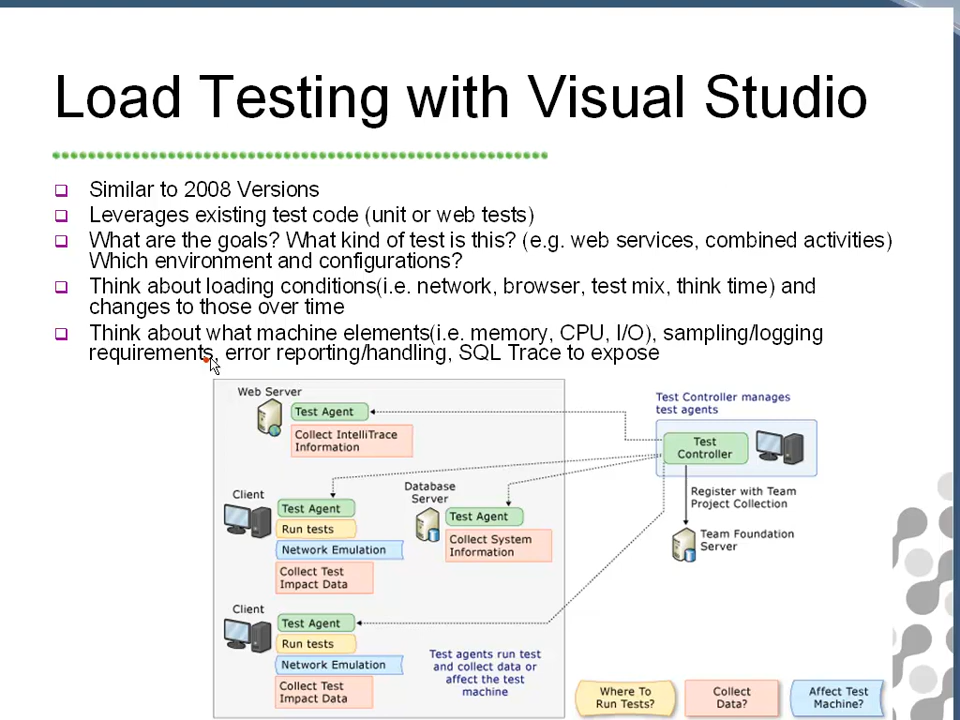 Load Testing with Visual Studio
Similar to 2008 Versions
Leverages existing test code (unit or web tests)
What are the goals? What kind of test is this? (e.g. web services, combined activities)
Which environment and configurations?
Think about loading conditions(i.e. network, browser, test mix, think time) and
changes to those over time
Think about what machine elements(i.e. memory, CPU, I/O), sampling/logging
requirements, error reporting/handling, SQL Trace to expose
Web Server
Test Agent
Collect IntelliTrace
Information
Test Controller manages
test agents
Test
Controller
Client
Test Agent
Run tests
Network Emulation
Collect Test
Impact Data
Database
Server
Test Agent
Collect System
Information
Register with Team
Project Collection
Team Foundation
Server
Client
Test Agent
Run tests
Network Emulation
Collect Test
Impact Data
Test agents run test
and collect data or
affect the test
machine
Where To
Run Tests?
Collect
Data?
Affect Test
Machine?